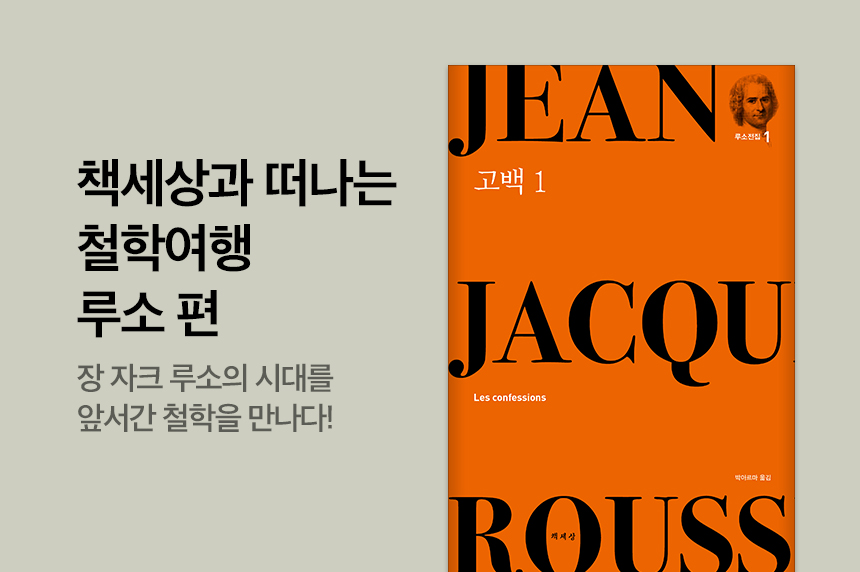 책세상과 떠나는
철학여행
루소 편
장 자크 루소의 시대를
앞서간 철학을 만나다!
JEAN
루소전집 1
고백 1
JACQU
Les confessions
박아르마 옮김
ROUSS
책세상